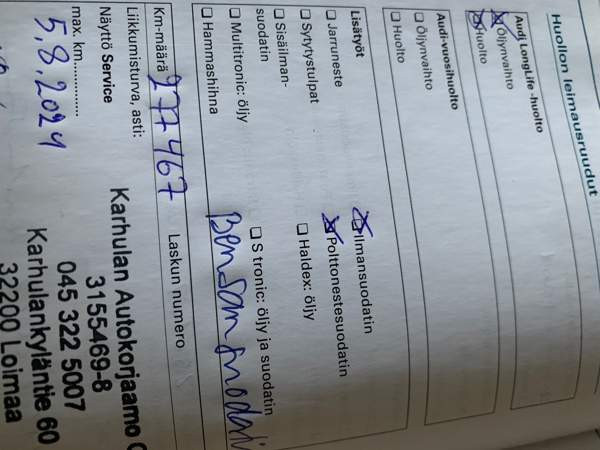 Huollon leimausruudut
Audi LongLife -huolto
Öljynvaihto
Huolto
Audi-vuosihuolto
☐ Öljynvaihto
☐ Huolto
Lisätyöt
☐ Jarruneste
☐ Sytytystulpat
☐ Sisäilman-
suodatin
☐ Multitronic: öljy
☐ Hammashihna
Ilmansuodatin
Polttonestesuodatin
☐ Haldex: öljy
☐ S tronic: öljy ja suodatin
Km-määrä 277467
Laskun numero
Liikkumisturva, asti:
Näyttö Service
max. km............
5.8.2024
Karhulan Autokorjaamo
3155469-8
045 322 5007
Karhulankyläntie 60
32200 Loimaa